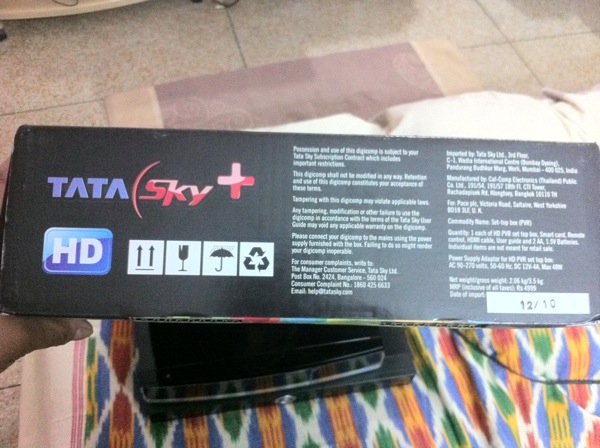 TATA Sky +
HD
Possession and use of this digicomp is subject to your
Tata Sky Subscription Contract which includes
important restrictions.
This digicomp shall not be modified in any way. Retention
and use of this digicomp constitutes your acceptance of
these terms.
Tampering with this digicomp may violate applicable laws.
Any tampering, modification or other failure to use the
digicomp in accordance with the terms of the Tata Sky User
Guide may void any applicable warranty on the digicomp.
Please connect your digicomp to the mains using the power
supply furnished with the box. Failing to do so might render
your digicomp inoperable.
For consumer complaints, write to:
The Manager Customer Service, Tata Sky Ltd.
Post Box No. 2424, Bangalore - 560 024
Consumer Complaint No : 1860 425 6633
Email: help@tatasky.com
Imported by: Tata Sky Ltd., 3rd Floor,
C-1, Wadia International Centre (Bombay Dyeing),
Pandurang Budhkar Marg, Worli, Mumbai – 400 025, India
Manufactured by: Cal-Comp Electronics (Thailand) Public
Co. Ltd., 191/54, 191/57 18th Fl. CTI Tower,
Rachadapisek Rd. Klongtoey, Bangkok 10110 TH
For: Pace plc, Victoria Road, Saltaire, West Yorkshire
BD18 3LF, U. K.
Commodity Name: Set-top box (PVR)
Quantity: 1 each of HD PVR set top box, Smart card, Remote
control, HDMI cable, User guide and 2 AA, 1.5V Batteries.
Individual items are not meant for retail sale.
Power Supply Adaptor for HD PVR set top box:
AC 90-270 volts, 50-60 Hz; DC 12V-4A, Max 48W
Net weight/gross weight: 2.06 kg/3.5 kg
MRP (inclusive of all taxes): Rs 4999
Date of import
12/10